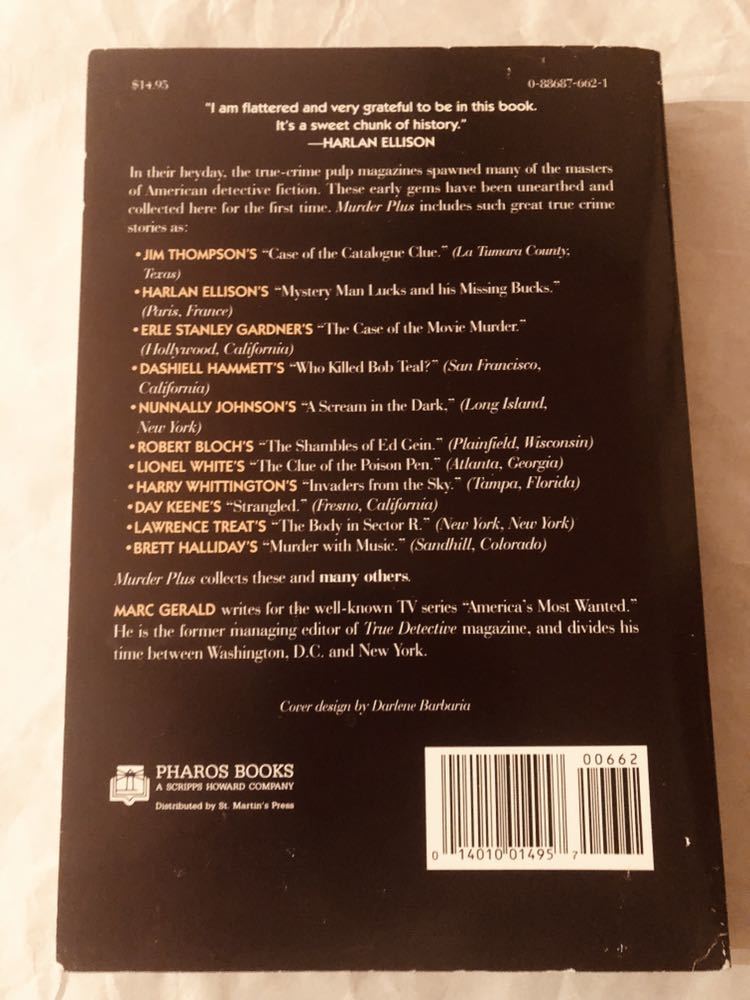 $14.95 0-88687-662-1
"I am flattered and very grateful to be in this book.
It's a sweet chunk of history."
—HARLAN ELLISON
In their heyday, the true-crime pulp magazines spawned many of the masters
of American detective fiction. These early gems have been unearthed and
collected here for the first time. Murder Plus includes such great true crime
stories as:
•JIM THOMPSON'S "Case of the Catalogue Clue." (La Tumara County,
Texas)
•HARLAN ELLISON'S "Mystery Man Lucks and his Missing Bucks."
(Paris, France)
•ERLE STANLEY GARDNER'S "The Case of the Movie Murder."
(Hollywood, California)
•DASHIELL HAMMETT'S "Who Killed Bob Teal?" (San Francisco,
California)
•NUNNALLY JOHNSON'S "A Scream in the Dark," (Long Island,
New York)
•ROBERT BLOCH'S "The Shambles of Ed Gein." (Plainfield, Wisconsin)
•LIONEL WHITE'S "The Clue of the Poison Pen." (Atlanta, Georgia)
•HARRY WHITTINGTON'S "Invaders from the Sky." (Tampa, Florida)
•DAY KEENE'S "Strangled." (Fresno, California)
•LAWRENCE TREAT'S "The Body in Sector R." (New York, New York)
•BRETT HALLIDAY'S "Murder with Music." (Sandhill, Colorado)
Murder Plus collects these and many others.
MARC GERALD writes for the well-known TV series "America's Most Wanted."
He is the former managing editor of True Detective magazine, and divides his
time between Washington, D.C. and New York.
Cover design by Darlene Barbaria
PHAROS BOOKS
A SCRIPPS HOWARD COMPANY
Distributed by St. Martin's Press
00662
0 14010 01495 7